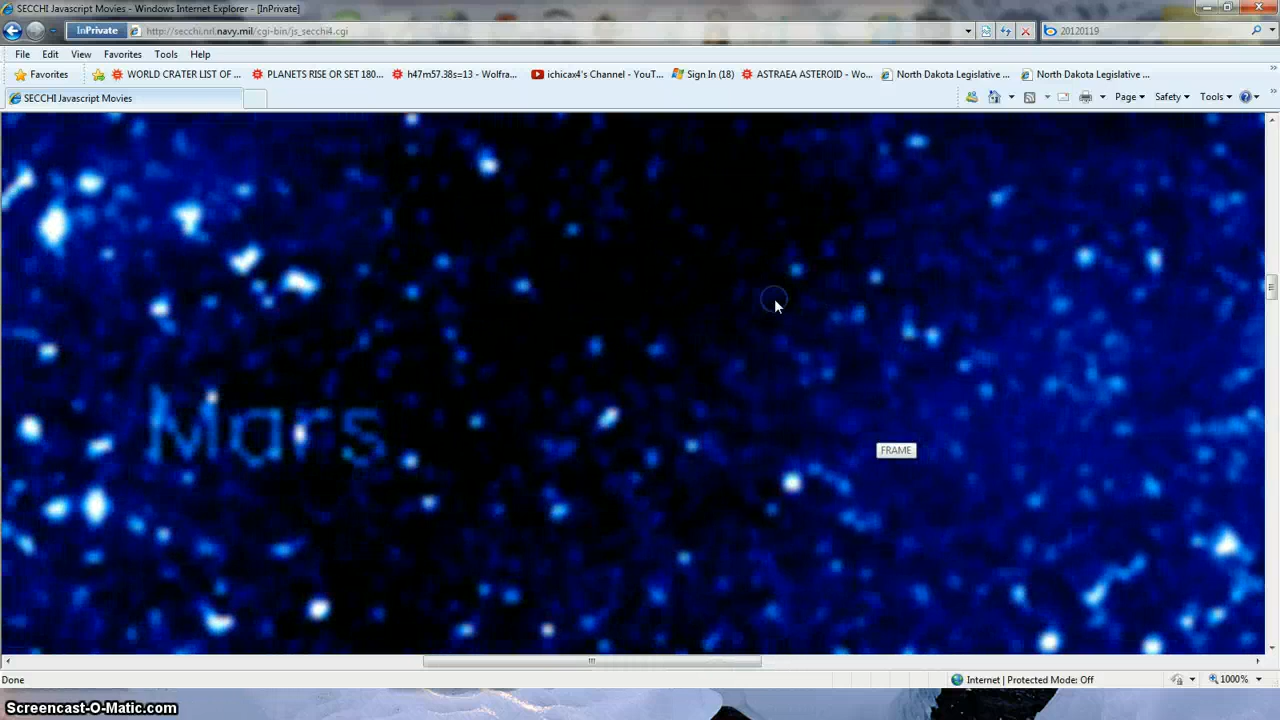 SECCHI Javascript Movies - Windows Internet Explorer - [InPrivate]
InPrivate http://secchi.nrl.navy.mil/cgi-bin/js_secchi4.cgi 20120119
File Edit View Favorites Tools Help
Favorites WORLD CRATER LIST OF ... PLANETS RISE OR SET 180... h47m57.38s=13 - Wolfra... ichicax4's Channel - YouT... Sign In (18) ASTRAEA ASTEROID - Wo... North Dakota Legislative ... North Dakota Legislative ...
SECCHI Javascript Movies
Page Safety Tools
Mars
FRAME
Done Internet | Protected Mode: Off 1000%
Screencast-O-Matic.com